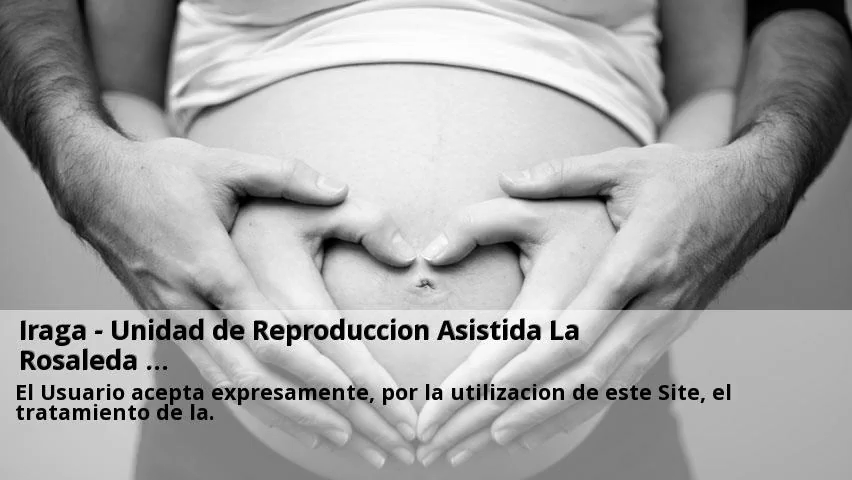 Iraga - Unidad de Reproduccion Asistida La
Rosaleda ...
El Usuario acepta expresamente, por la utilizacion de este Site, el
tratamiento de la.